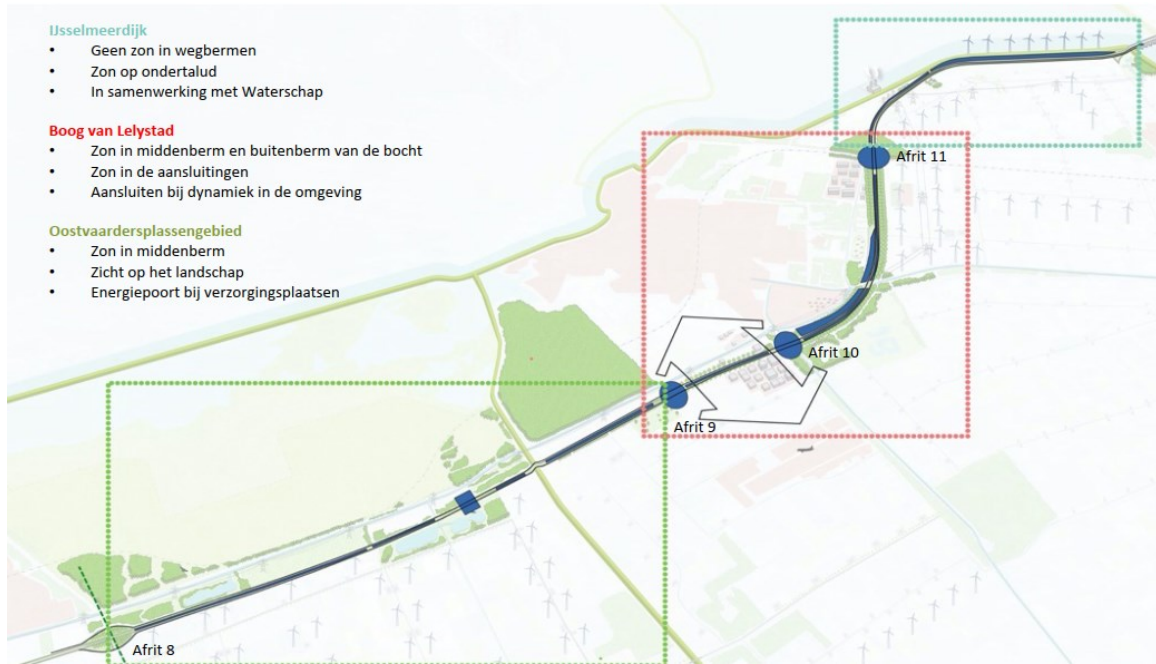 IJsselmeerdijk
• Geen zon in wegbermen
• Zon op ondertalud
• In samenwerking met Waterschap
Boog van Lelystad
• Zon in middenberm en buitenberm van de bocht
• Zon in de aansluitingen
• Aansluiten bij dynamiek in de omgeving
Oostvaardersplassengebied
• Zon in middenberm
• Zicht op het landschap
• Energiepoort bij verzorgingsplaatsen
Afrit 11
Afrit 10
Afrit 9
Afrit 8